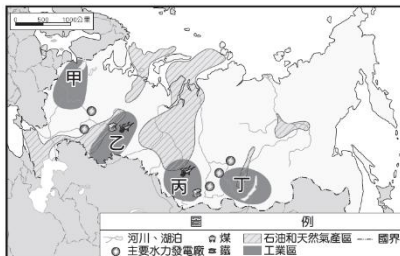 0 500 1000公里
甲
乙
丙
丁
圖 例
河川、湖泊 煤 石油和天然氣產區 國界
主要水力發電廠 鐵 工業區